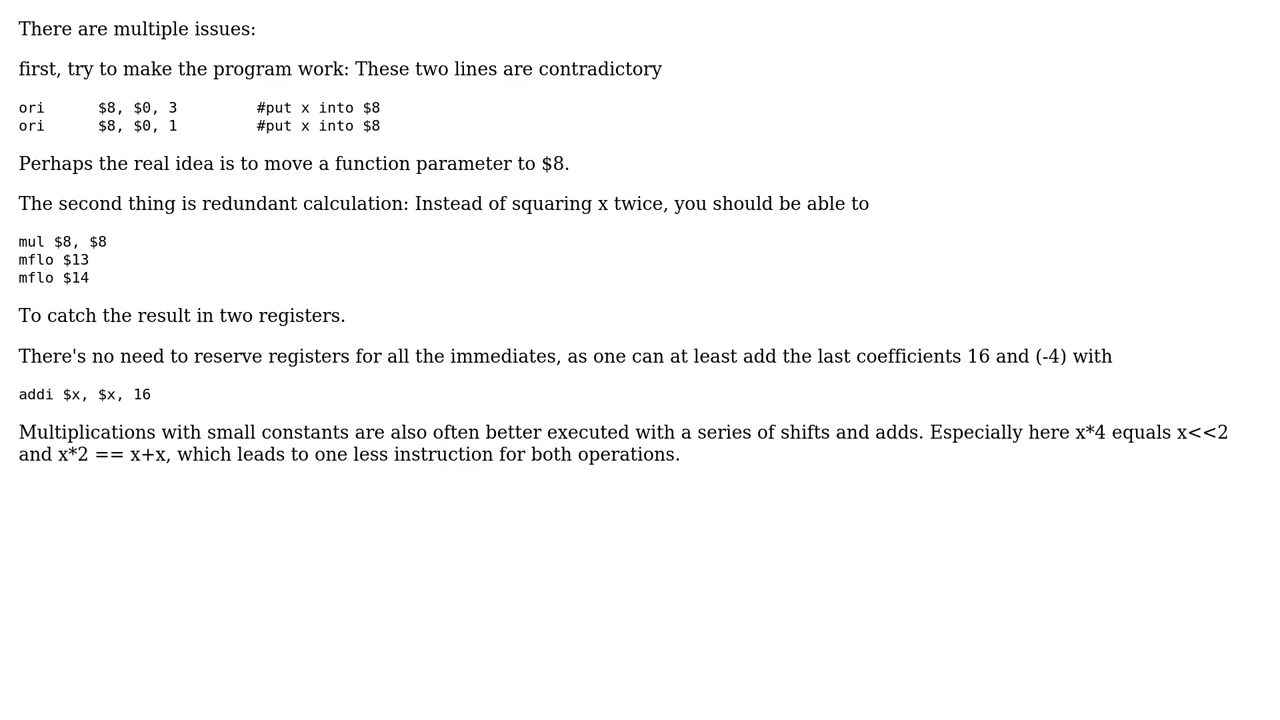 There are multiple issues:
first, try to make the program work: These two lines are contradictory
ori      $8, $0, 3         #put x into $8
ori      $8, $0, 1         #put x into $8
Perhaps the real idea is to move a function parameter to $8.
The second thing is redundant calculation: Instead of squaring x twice, you should be able to
mul $8, $8
mflo $13
mflo $14
To catch the result in two registers.
There's no need to reserve registers for all the immediates, as one can at least add the last coefficients 16 and (-4) with
addi $x, $x, 16
Multiplications with small constants are also often better executed with a series of shifts and adds. Especially here x*4 equals x<<2
and x*2 == x+x, which leads to one less instruction for both operations.